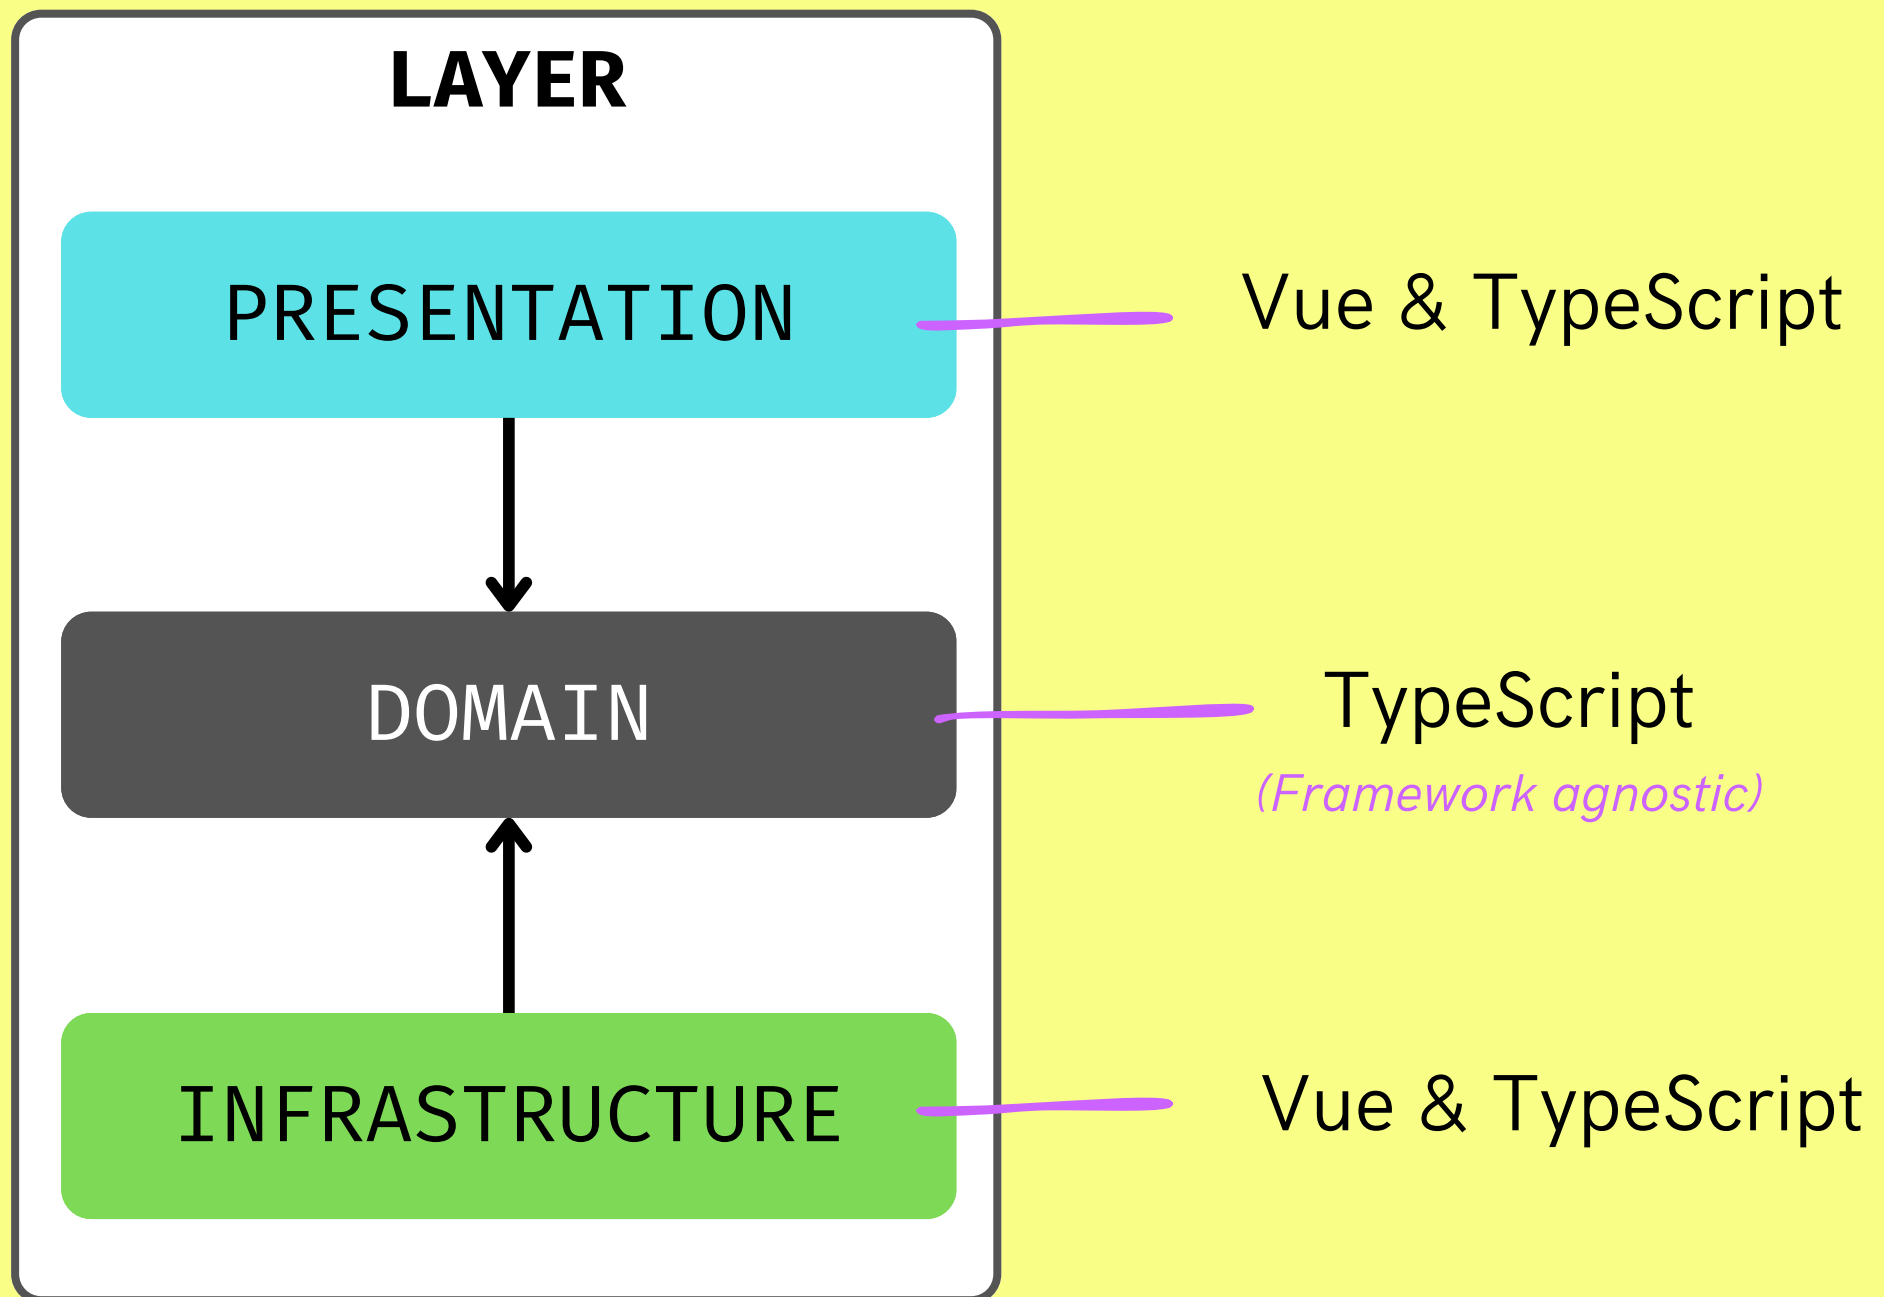 LAYER
PRESENTATION
Vue & TypeScript
DOMAIN
TypeScript
(Framework agnostic)
INFRASTRUCTURE
Vue & TypeScript